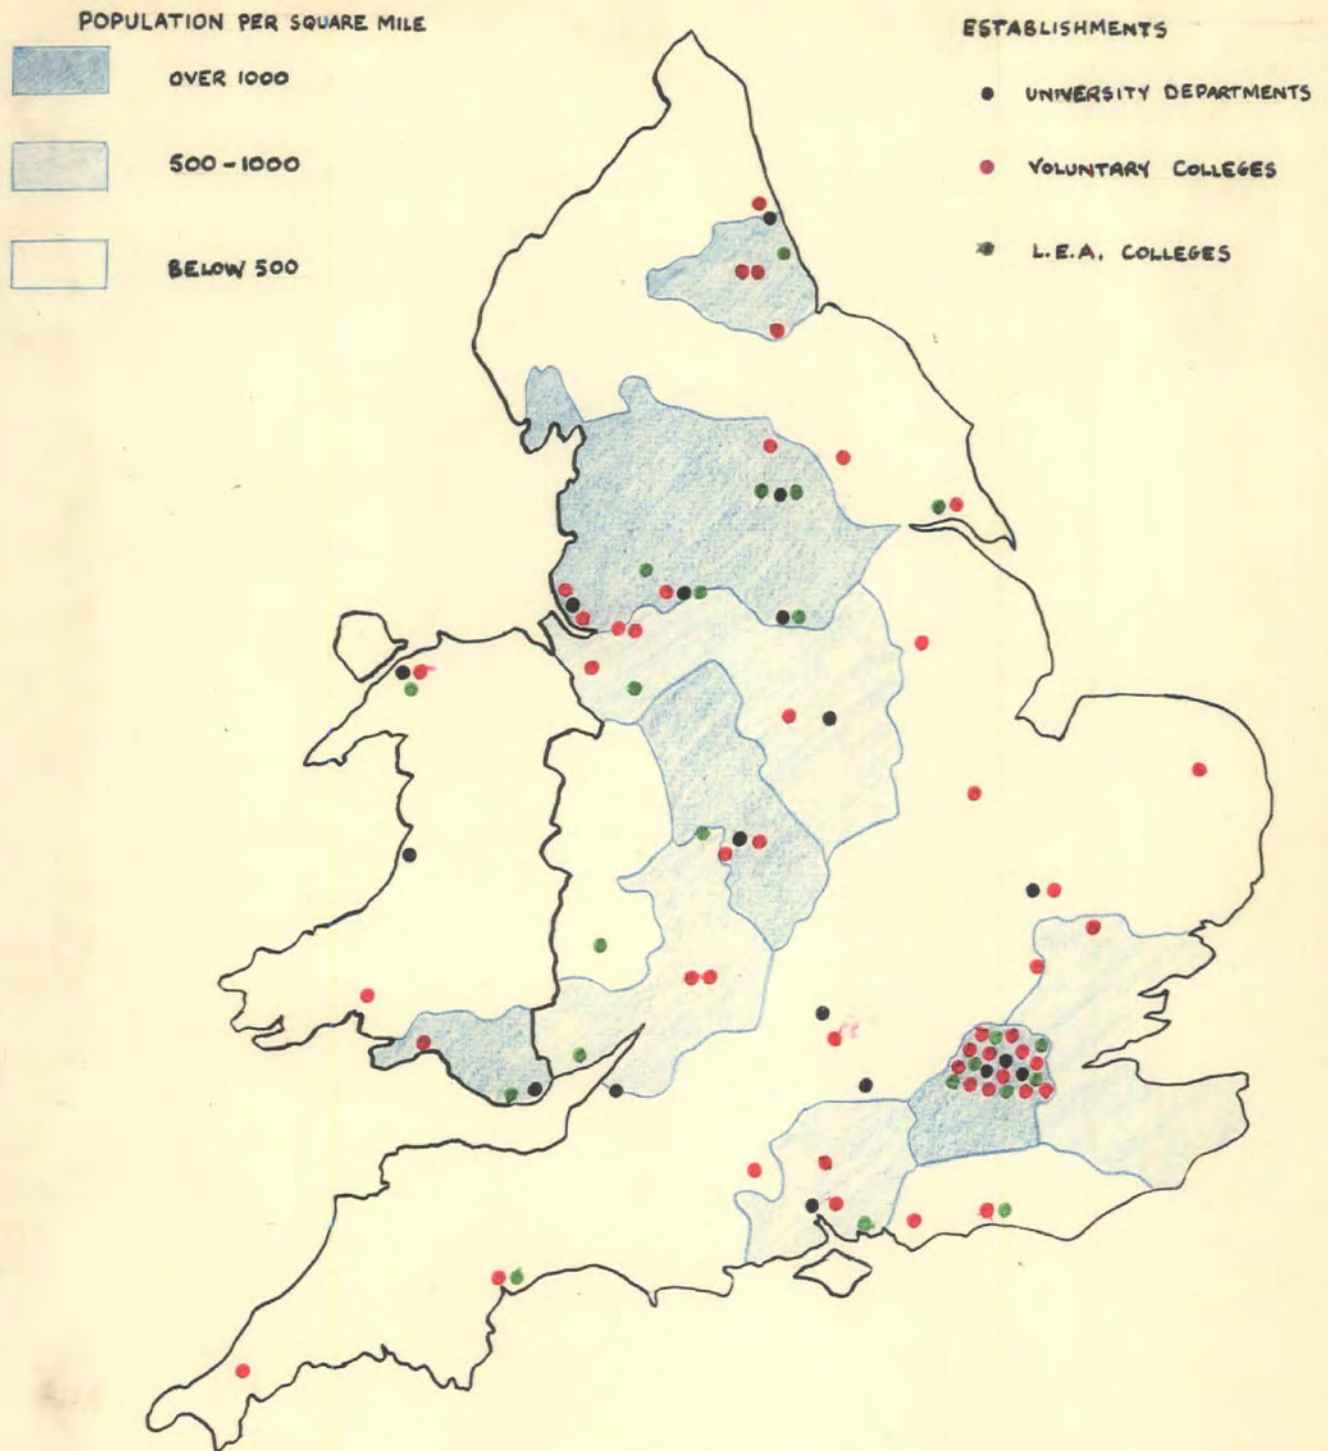 POPULATION PER SQUARE MILE
OVER 1000
500-1000
BELOW 500
ESTABLISHMENTS
UNIVERSITY DEPARTMENTS
VOLUNTARY COLLEGES
L.E.A. COLLEGES